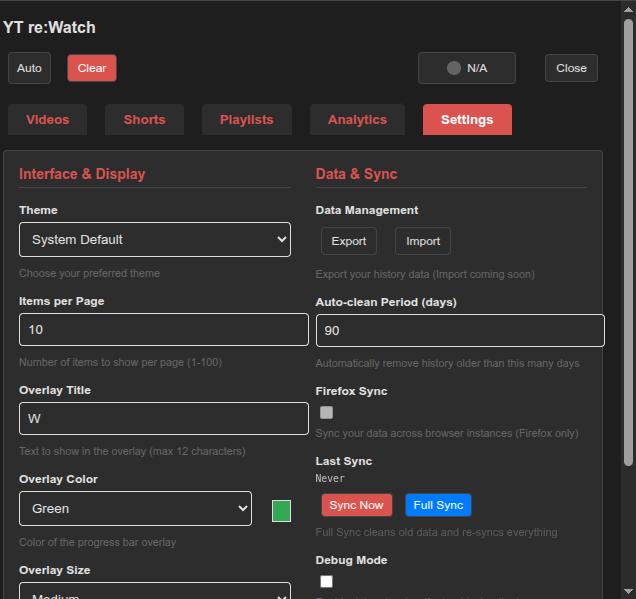 YT re:Watch
Auto
Clear
N/A
Close
Videos
Shorts
Playlists
Analytics
Settings
Interface & Display
Theme
System Default
Choose your preferred theme
Items per Page
10
Number of items to show per page (1-100)
Overlay Title
W
Text to show in the overlay (max 12 characters)
Overlay Color
Green
Color of the progress bar overlay
Overlay Size
Medium
Data & Sync
Data Management
Export
Import
Export your history data (Import coming soon)
Auto-clean Period (days)
90
Automatically remove history older than this many days
Firefox Sync
Sync your data across browser instances (Firefox only)
Last Sync
Never
Sync Now
Full Sync
Full Sync cleans old data and re-syncs everything
Debug Mode